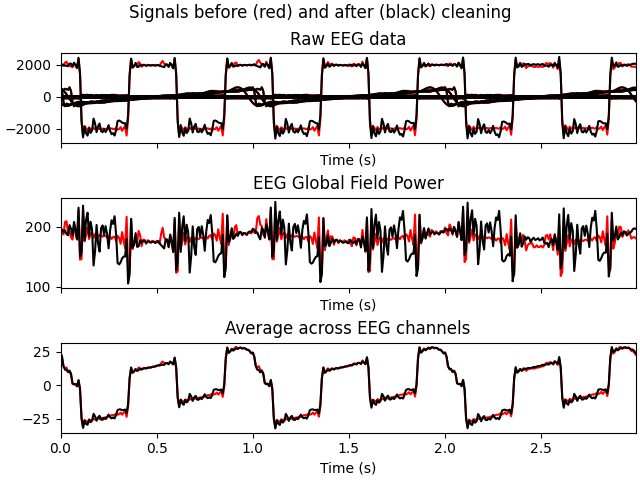 Signals before (red) and after (black) cleaning
Raw EEG data
2000
0
−2000
Time (s)
EEG Global Field Power
200
100
Time (s)
Average across EEG channels
25
0
−25
0.0 0.5 1.0 1.5 2.0 2.5
Time (s)